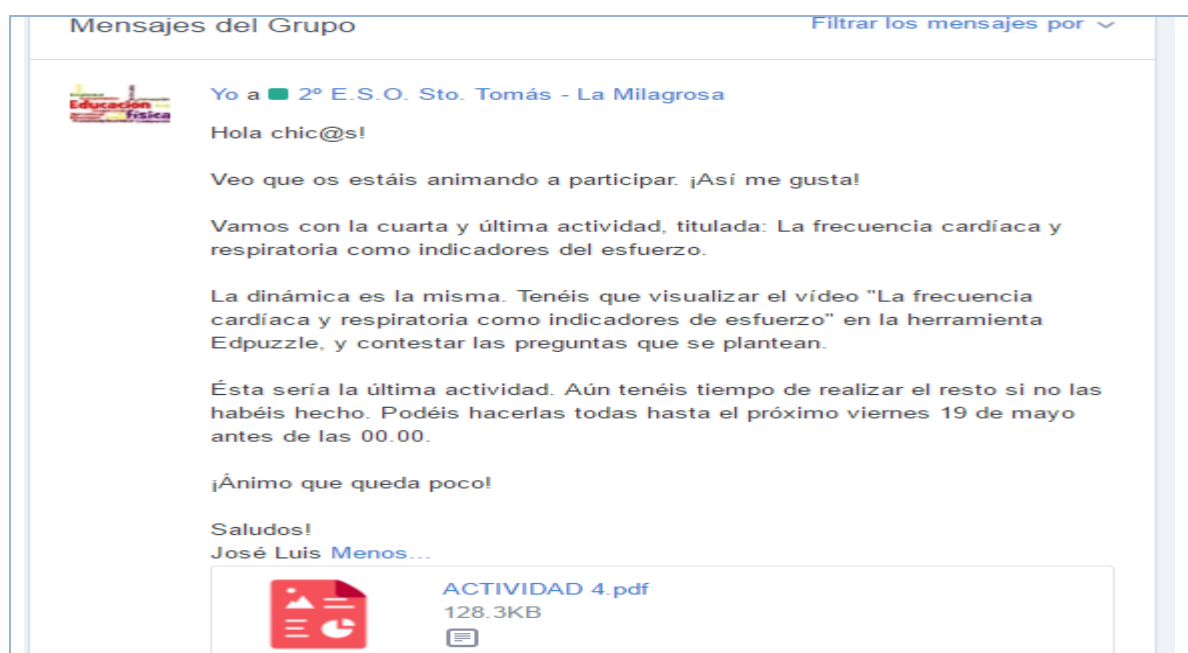 Mensajes del Grupo
Filtrar los mensajes por
Educación
física
Yo a 2º E.S.O. Sto. Tomás - La Milagrosa
Hola chic@s!
Veo que os estáis animando a participar. ¡Así me gusta!
Vamos con la cuarta y última actividad, titulada: La frecuencia cardíaca y
respiratoria como indicadores del esfuerzo.
La dinámica es la misma. Tenéis que visualizar el vídeo "La frecuencia
cardíaca y respiratoria como indicadores de esfuerzo" en la herramienta
Edpuzzle, y contestar las preguntas que se plantean.
Ésta sería la última actividad. Aún tenéis tiempo de realizar el resto si no las
habéis hecho. Podéis hacerlas todas hasta el próximo viernes 19 de mayo
antes de las 00.00.
¡Ánimo que queda poco!
Saludos!
José Luis Menos...
ACTIVIDAD 4.pdf
128.3KB